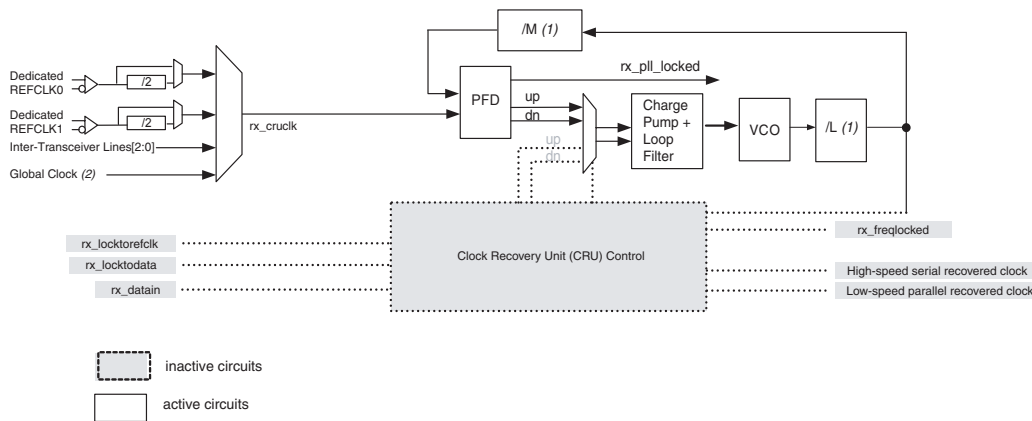 /M (1)
rx_pll_locked
Dedicated
REFCLK0
/2
PFD
up
dn
Charge
Pump +
Loop
Filter
VCO
/L (1)
Dedicated
REFCLK1
/2
rx_cruclk
Inter-Transceiver Lines[2:0]
up
dn
Global Clock (2)
rx_locktorefclk
rx_locktodata
rx_datain
Clock Recovery Unit (CRU) Control
rx_freqlocked
High-speed serial recovered clock
Low-speed parallel recovered clock
inactive circuits
active circuits